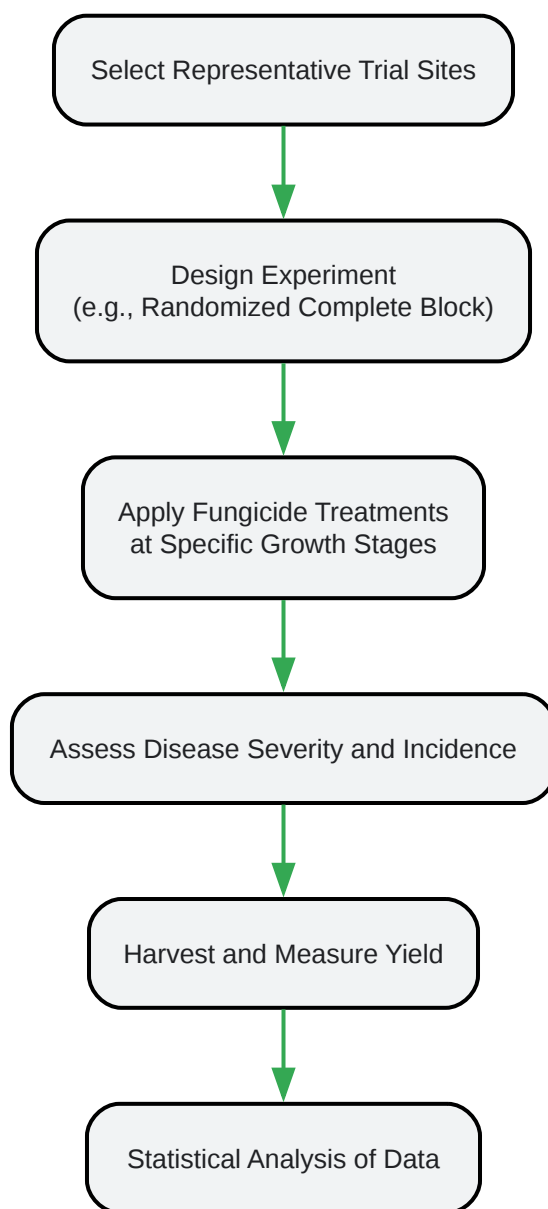 Select Representative Trial Sites
Design Experiment
(e.g., Randomized Complete Block)
Apply Fungicide Treatments
at Specific Growth Stages
Assess Disease Severity and Incidence
Harvest and Measure Yield
Statistical Analysis of Data